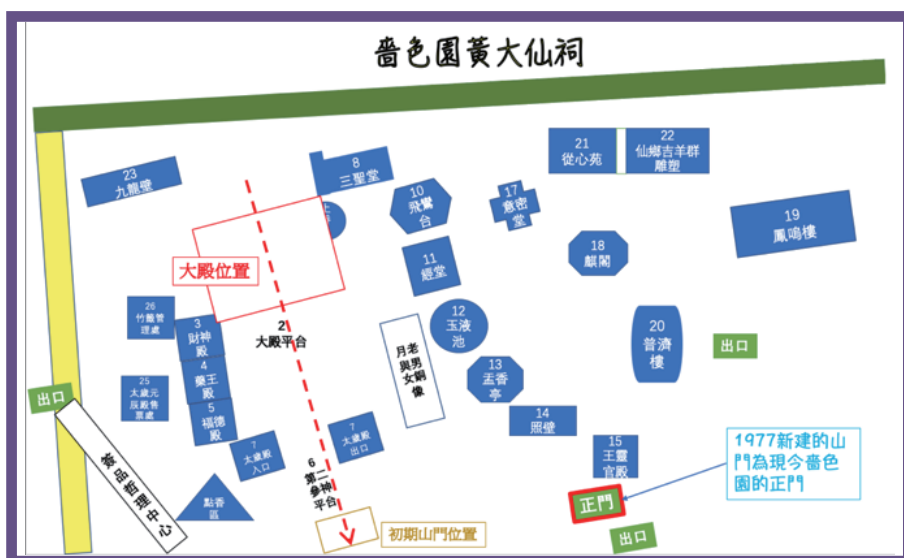 嗇色園黃大仙祠
23
九龍壁
8
三聖堂
10
飛鸞
台
17
意密
堂
21
從心苑
22
仙鄉吉羊群
雕塑
19
鳳鳴樓
18
麒閣
11
經堂
大殿位置
26
竹籤管
理處
3
財神
殿
2
大殿平台
12
玉液
池
20
普濟
樓
出口
4
藥王
殿
老男女銅像
月與
13
盂香
亭
25
太歲元
辰殿售
票處
出口
5
福德
殿
14
照壁
7
太歲殿
入口
7
太歲殿
出口
15
王靈
官殿
1977新建的山
門為現今嗇色
園的正門
簽品哲理中心
6
第二
參神
平台
點香
區
正門
初期山門位置
出口